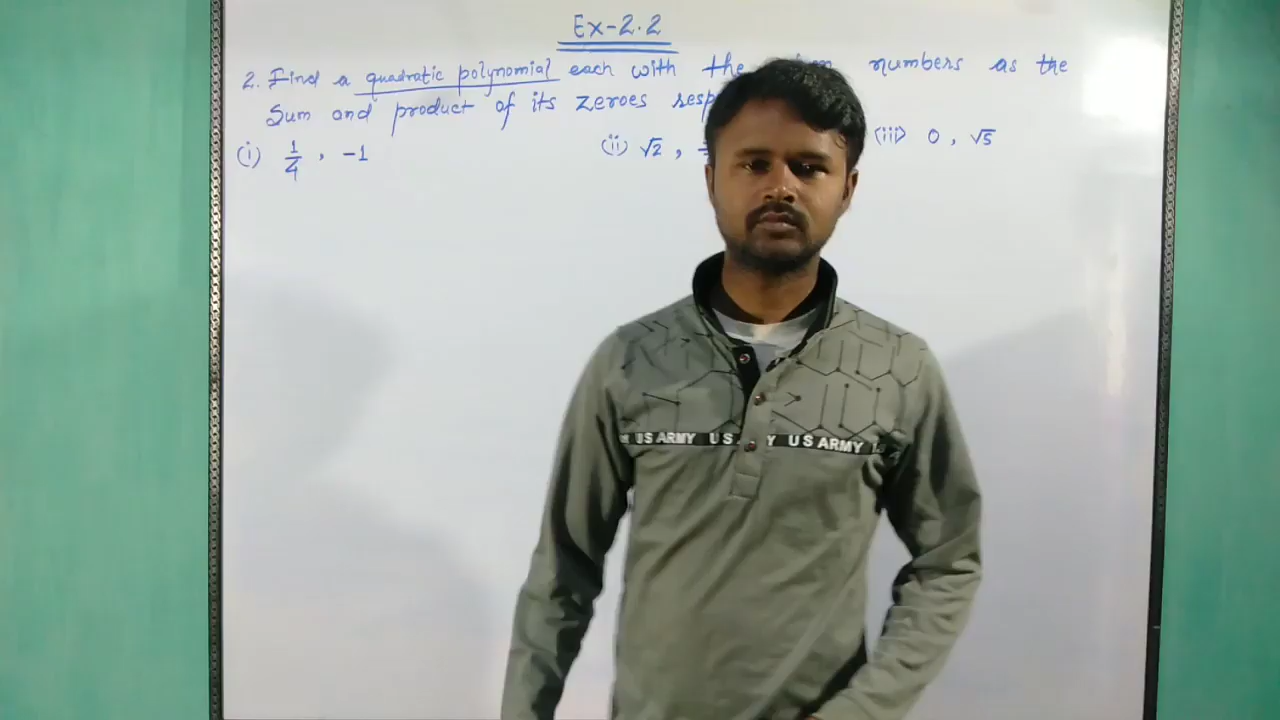 Ex-2.2
2. Find a quadratic polynomial each with the numbers as the
Sum and product of its zeroes
(i) 1/4 , -1 (ii) √2 , (iii) 0 , √5
US ARMY US Y US ARMY